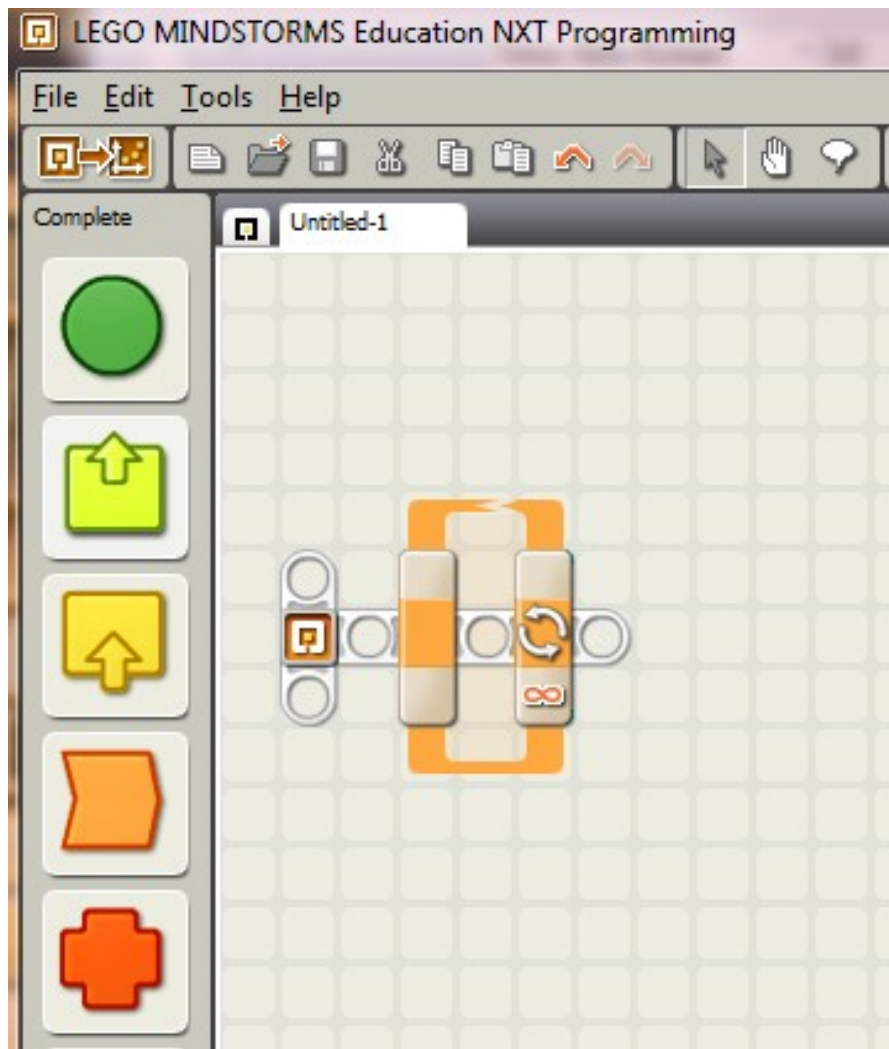 LEGO MINDSTORMS Education NXT Programming
File Edit Tools Help
Complete
Untitled-1